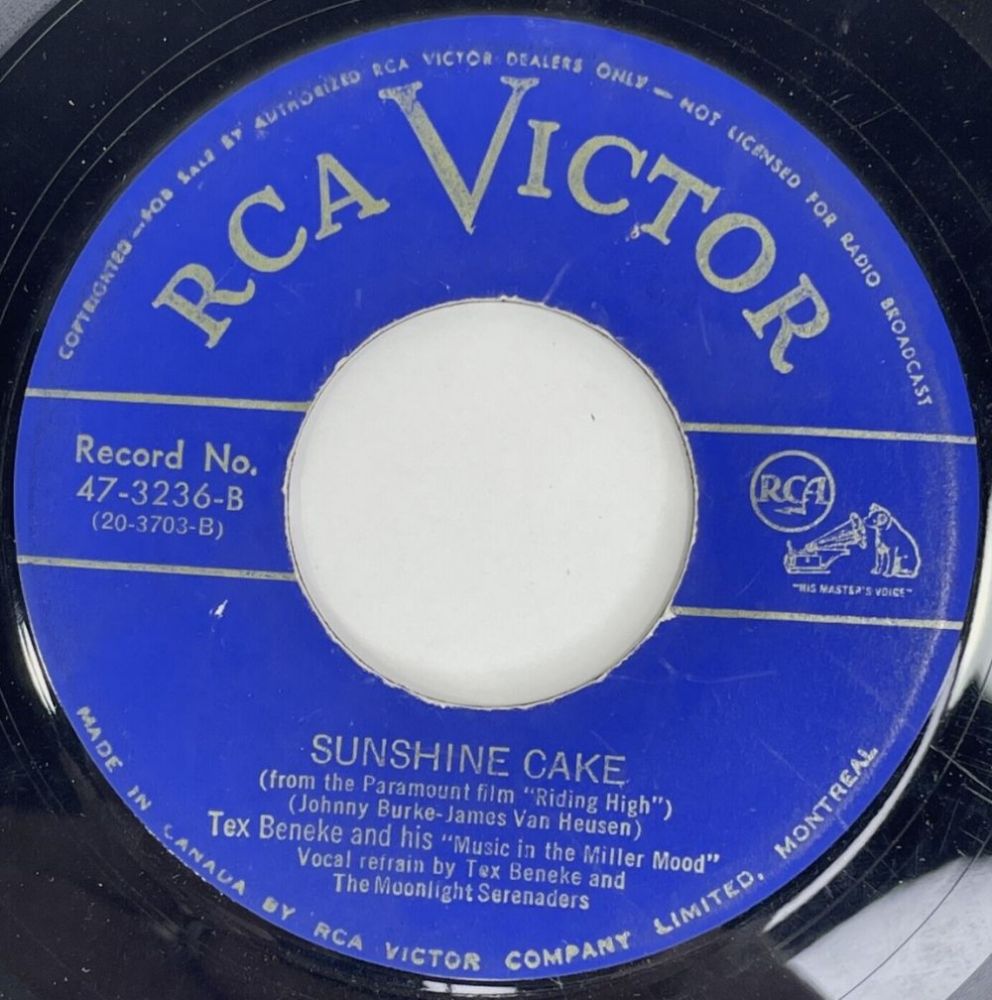 COPYRIGHTED — FOR SALE BY AUTHORIZED RCA VICTOR DEALERS ONLY — NOT LICENSED FOR RADIO BROADCAST
RCA VICTOR
Record No.
47-3236-B
(20-3703-B)
RCA
"HIS MASTER'S VOICE"
SUNSHINE CAKE
(from the Paramount film "Riding High")
(Johnny Burke-James Van Heusen)
Tex Beneke and his "Music in the Miller Mood"
Vocal refrain by Tex Beneke and
The Moonlight Serenaders
MADE IN CANADA BY RCA VICTOR COMPANY LIMITED, MONTREAL